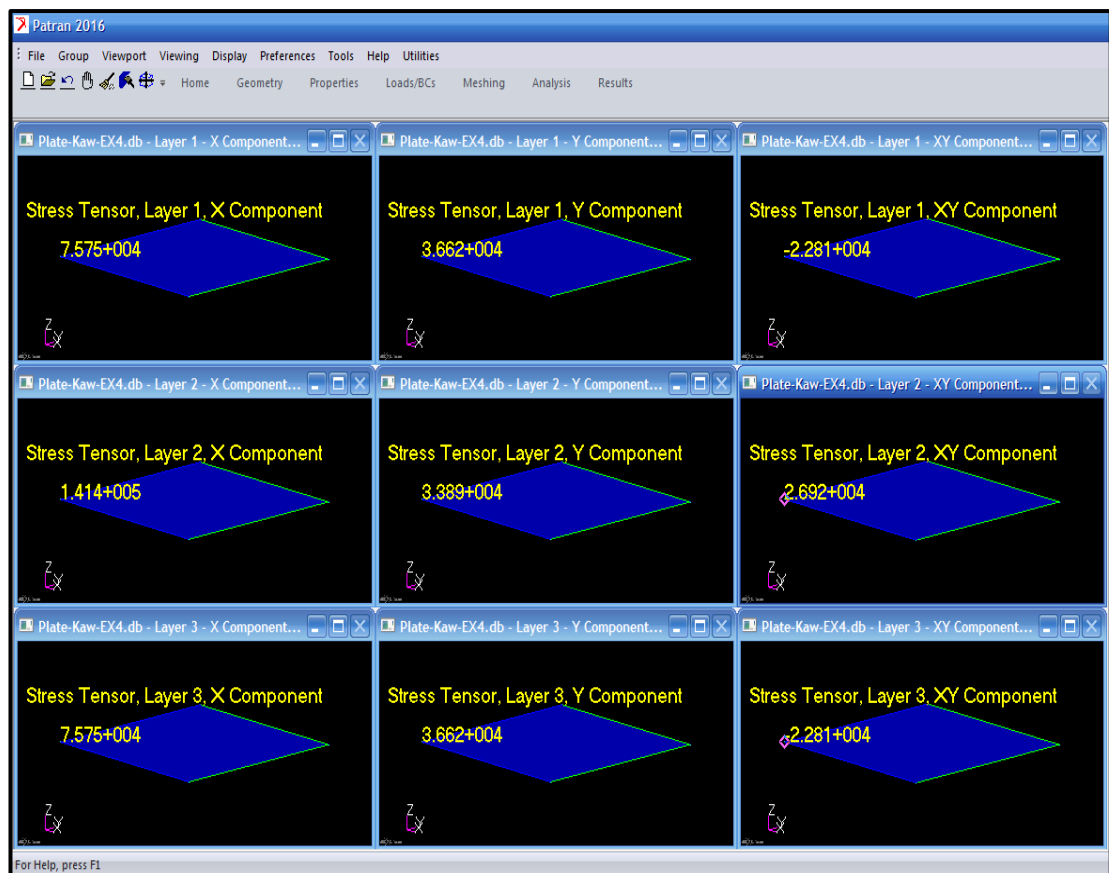 Patran 2016
File Group Viewport Viewing Display Preferences Tools Help Utilities
Home Geometry Properties Loads/BCs Meshing Analysis Results
Plate-Kaw-EX4.db - Layer 1 - X Component...
Plate-Kaw-EX4.db - Layer 1 - Y Component...
Plate-Kaw-EX4.db - Layer 1 - XY Component...
Stress Tensor, Layer 1, X Component
7.575+004
Z
Y
X
Stress Tensor, Layer 1, Y Component
3.662+004
Z
Y
X
Stress Tensor, Layer 1, XY Component
-2.281+004
Z
Y
X
Plate-Kaw-EX4.db - Layer 2 - X Component...
Plate-Kaw-EX4.db - Layer 2 - Y Component...
Plate-Kaw-EX4.db - Layer 2 - XY Component...
Stress Tensor, Layer 2, X Component
1.414+005
Z
Y
X
Stress Tensor, Layer 2, Y Component
3.389+004
Z
Y
X
Stress Tensor, Layer 2, XY Component
2.692+004
Z
Y
X
Plate-Kaw-EX4.db - Layer 3 - X Component...
Plate-Kaw-EX4.db - Layer 3 - Y Component...
Plate-Kaw-EX4.db - Layer 3 - XY Component...
Stress Tensor, Layer 3, X Component
7.575+004
Z
Y
X
Stress Tensor, Layer 3, Y Component
3.662+004
Z
Y
X
Stress Tensor, Layer 3, XY Component
-2.281+004
Z
Y
X
For Help, press F1